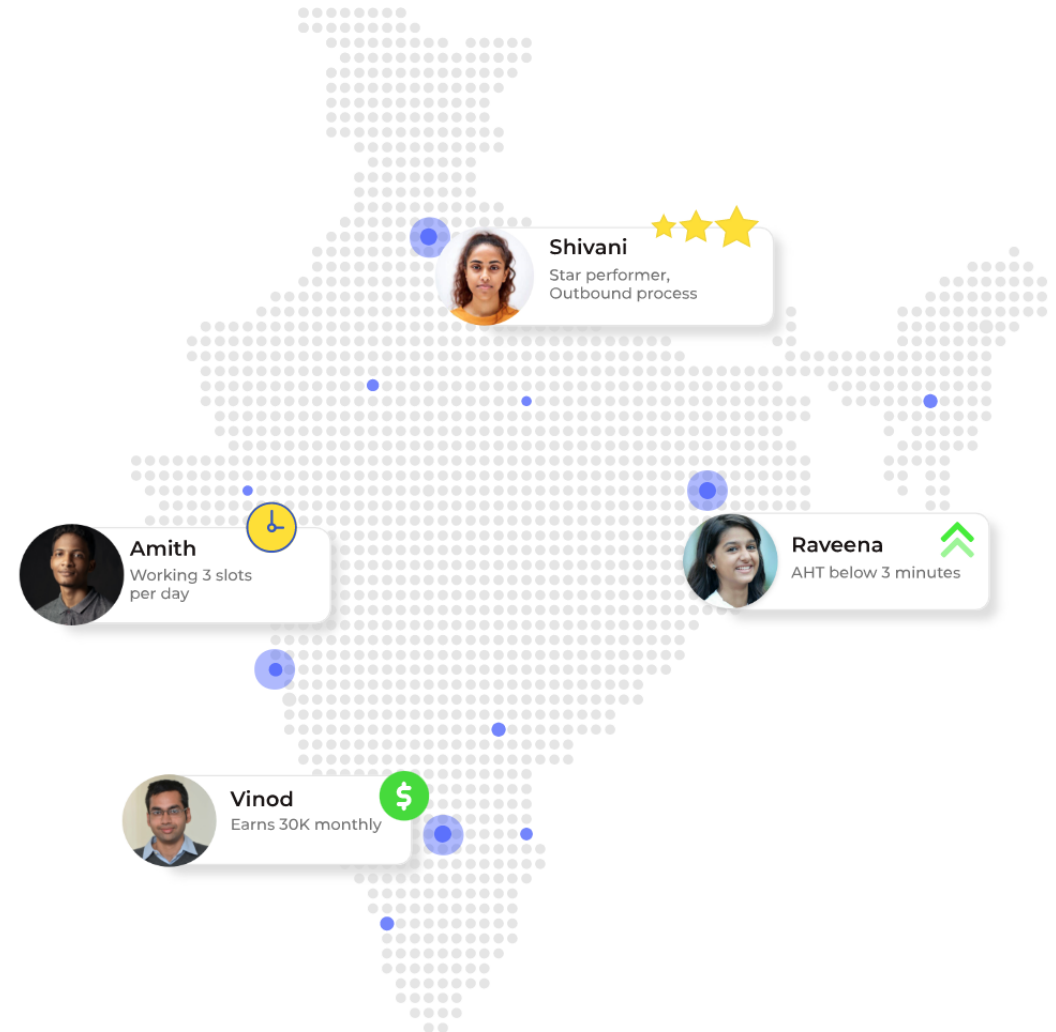 Shivani
Star performer,
Outbound process
Amith
Working 3 slots
per day
Raveena
AHT below 3 minutes
Vinod
Earns 30K monthly
$